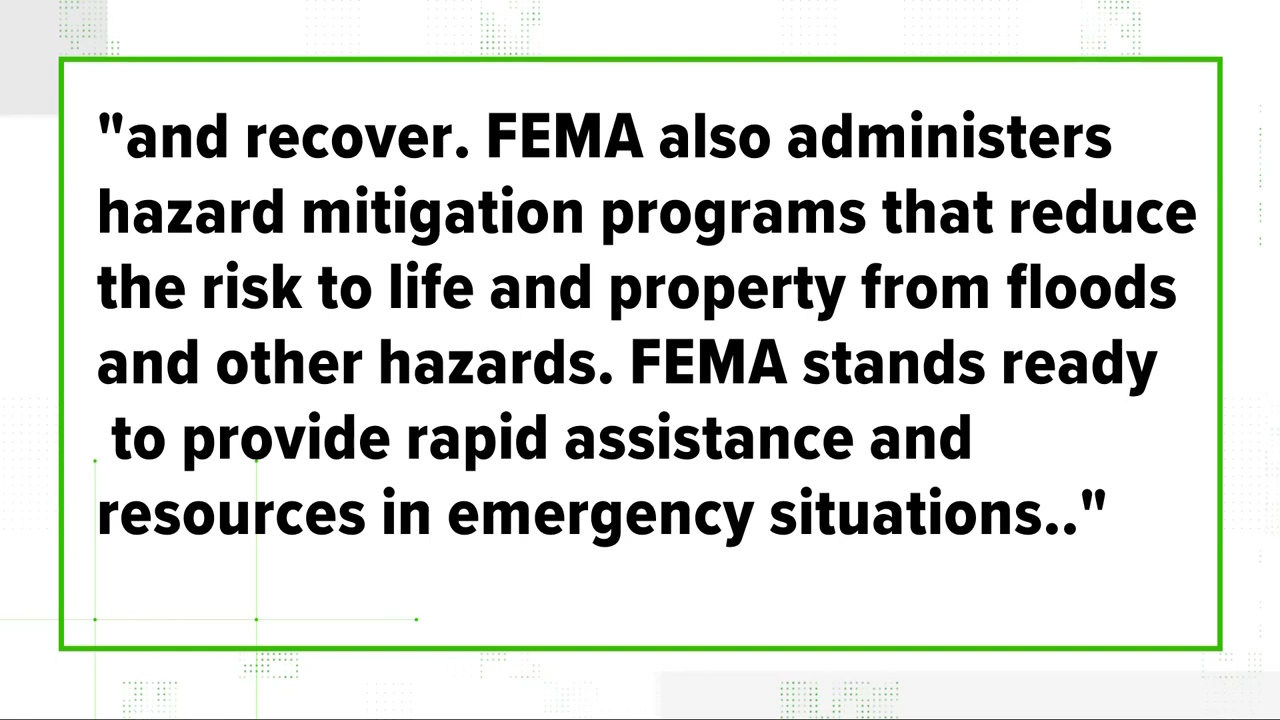 "and recover. FEMA also administers
hazard mitigation programs that reduce
the risk to life and property from floods
and other hazards. FEMA stands ready
to provide rapid assistance and
resources in emergency situations.."